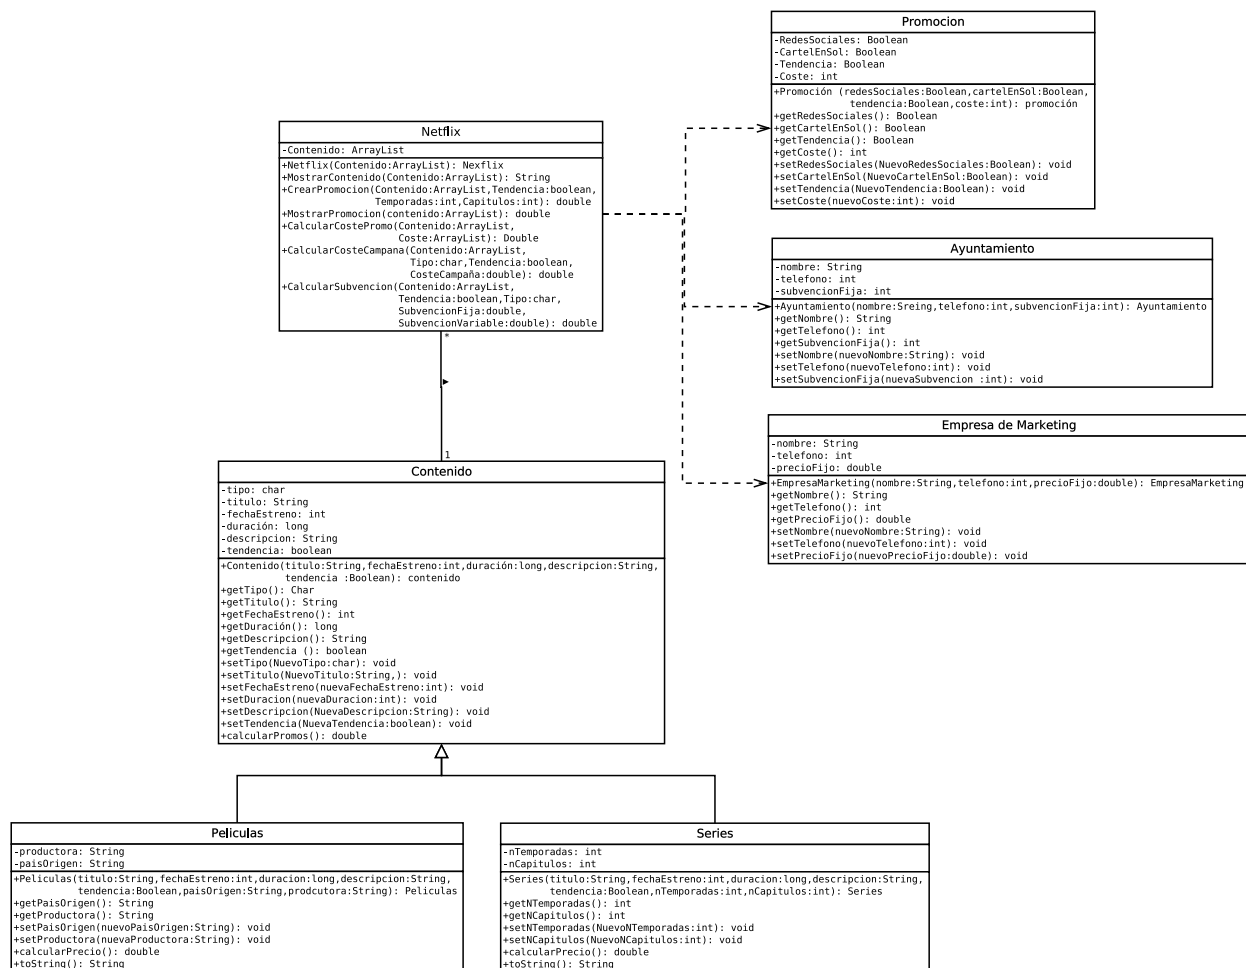 Promocion
-RedesSociales: Boolean
-CartelEnSol: Boolean
-Tendencia: Boolean
-Coste: int
+Promoción (redesSociales:Boolean,cartelEnSol:Boolean,
tendencia:Boolean,coste:int): promoción
+getRedesSociales(): Boolean
+getCartelEnSol(): Boolean
+getTendencia(): Boolean
+getCoste(): int
+setRedesSociales(NuevoRedesSociales:Boolean): void
+setCartelEnSol(NuevoCartelEnSol:Boolean): void
+setTendencia(NuevoTendencia:Boolean): void
+setCoste(nuevoCoste:int): void
Netflix
-Contenido: ArrayList
+Netflix(Contenido:ArrayList): Nexflix
+MostrarContenido(Contenido:ArrayList): String
+CrearPromocion(Contenido:ArrayList,Tendencia:boolean,
Temporadas:int,Capitulos:int): double
+MostrarPromocion(contenido:ArrayList): double
+CalcularCostePromo(Contenido:ArrayList,
Coste:ArrayList): Double
+CalcularCosteCampana(Contenido:ArrayList,
Tipo:char,Tendencia:boolean,
CosteCampaña:double): double
+CalcularSubvencion(Contenido:ArrayList,
Tendencia:boolean,Tipo:char,
SubvencionFija:double,
SubvencionVariable:double): double
Ayuntamiento
-nombre: String
-telefono: int
-subvencionFija: int
+Ayuntamiento(nombre:Sreing,telefono:int,subvencionFija:int): Ayuntamiento
+getNombre(): String
+getTelefono(): int
+getSubvencionFija(): int
+setNombre(nuevoNombre:String): void
+setTelefono(nuevoTelefono:int): void
+setSubvencionFija(nuevaSubvencion :int): void
*
1
Empresa de Marketing
-nombre: String
-telefono: int
-precioFijo: double
+EmpresaMarketing(nombre:String,telefono:int,precioFijo:double): EmpresaMarketing
+getNombre(): String
+getTelefono(): int
+getPrecioFijo(): double
+setNombre(nuevoNombre:String): void
+setTelefono(nuevoTelefono:int): void
+setPrecioFijo(nuevoPrecioFijo:double): void
Contenido
-tipo: char
-titulo: String
-fechaEstreno: int
-duración: long
-descripcion: String
-tendencia: boolean
+Contenido(titulo:String,fechaEstreno:int,duración:long,descripcion:String,
tendencia :Boolean): contenido
+getTipo(): Char
+getTitulo(): String
+getFechaEstreno(): int
+getDuración(): long
+getDescripcion(): String
+getTendencia (): boolean
+setTipo(NuevoTipo:char): void
+setTitulo(NuevoTitulo:String,): void
+setFechaEstreno(nuevaFechaEstreno:int): void
+setDuracion(nuevaDuracion:int): void
+setDescripcion(NuevaDescripcion:String): void
+setTendencia(NuevaTendencia:boolean): void
+calcularPromos(): double
Peliculas
-productora: String
-paisOrigen: String
+Peliculas(titulo:String,fechaEstreno:int,duracion:long,descripcion:String,
tendencia:Boolean,paisOrigen:String,prodcutora:String): Peliculas
+getPaisOrigen(): String
+getProductora(): String
+setPaisOrigen(nuevoPaisOrigen:String): void
+setProductora(nuevaProductora:String): void
+calcularPrecio(): double
+toString(): String
Series
-nTemporadas: int
-nCapitulos: int
+Series(titulo:String,fechaEstreno:int,duracion:long,descripcion:String,
tendencia:Boolean,nTemporadas:int,nCapitulos:int): Series
+getNTemporadas(): int
+getNCapitulos(): int
+setNTemporadas(NuevoNTemporadas:int): void
+setNCapitulos(NuevoNCapitulos:int): void
+calcularPrecio(): double
+toString(): String